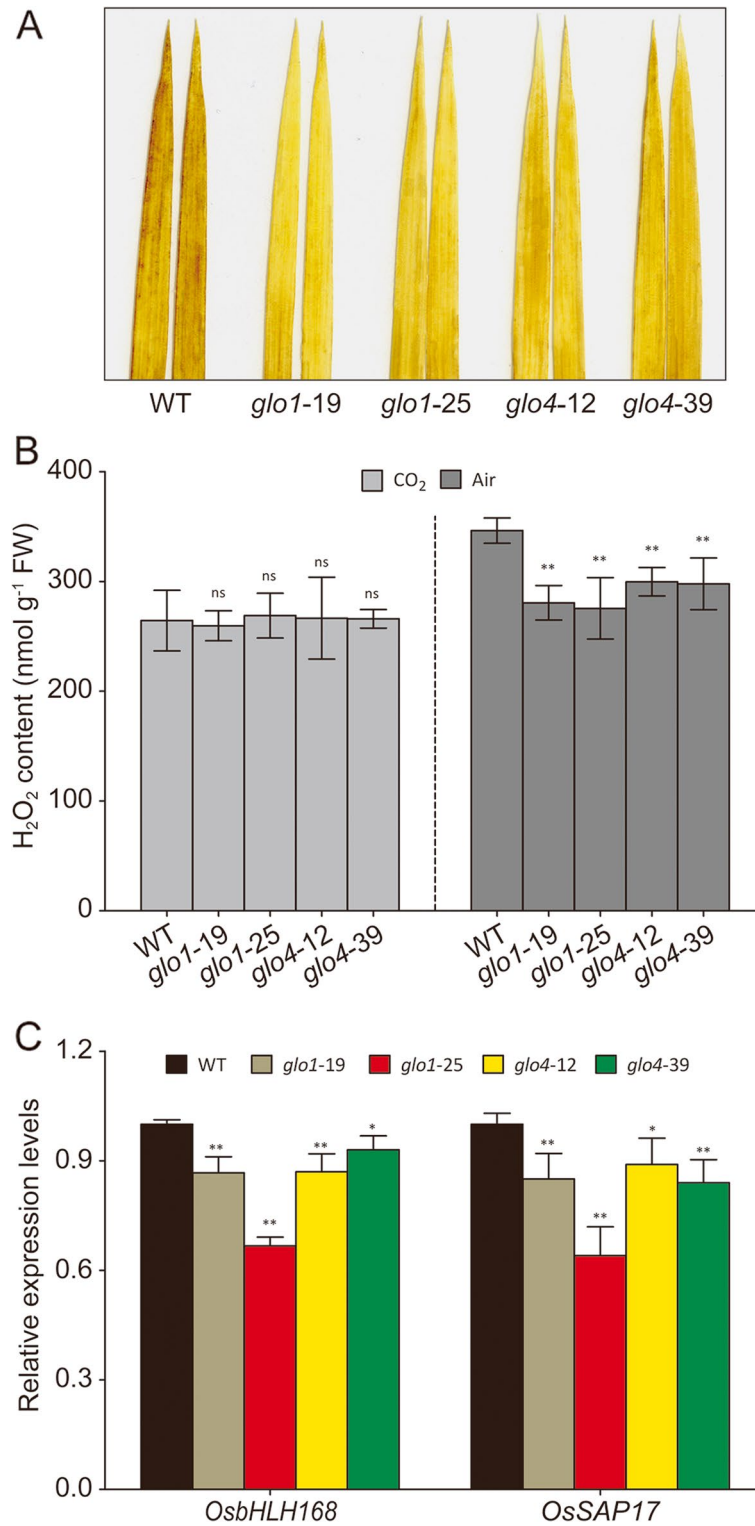 A
WT glo1-19 glo1-25 glo4-12 glo4-39
B
H₂O₂ content (nmol g⁻¹ FW)
400
300
200
100
0
CO₂ Air
ns ns ns ns
** ** ** **
WT glo1-19 glo1-25 glo4-12 glo4-39 WT glo1-19 glo1-25 glo4-12 glo4-39
C
Relative expression levels
1.2
0.9
0.6
0.3
0.0
WT glo1-19 glo1-25 glo4-12 glo4-39
** ** ** * ** ** * **
OsbHLH168 OsSAP17